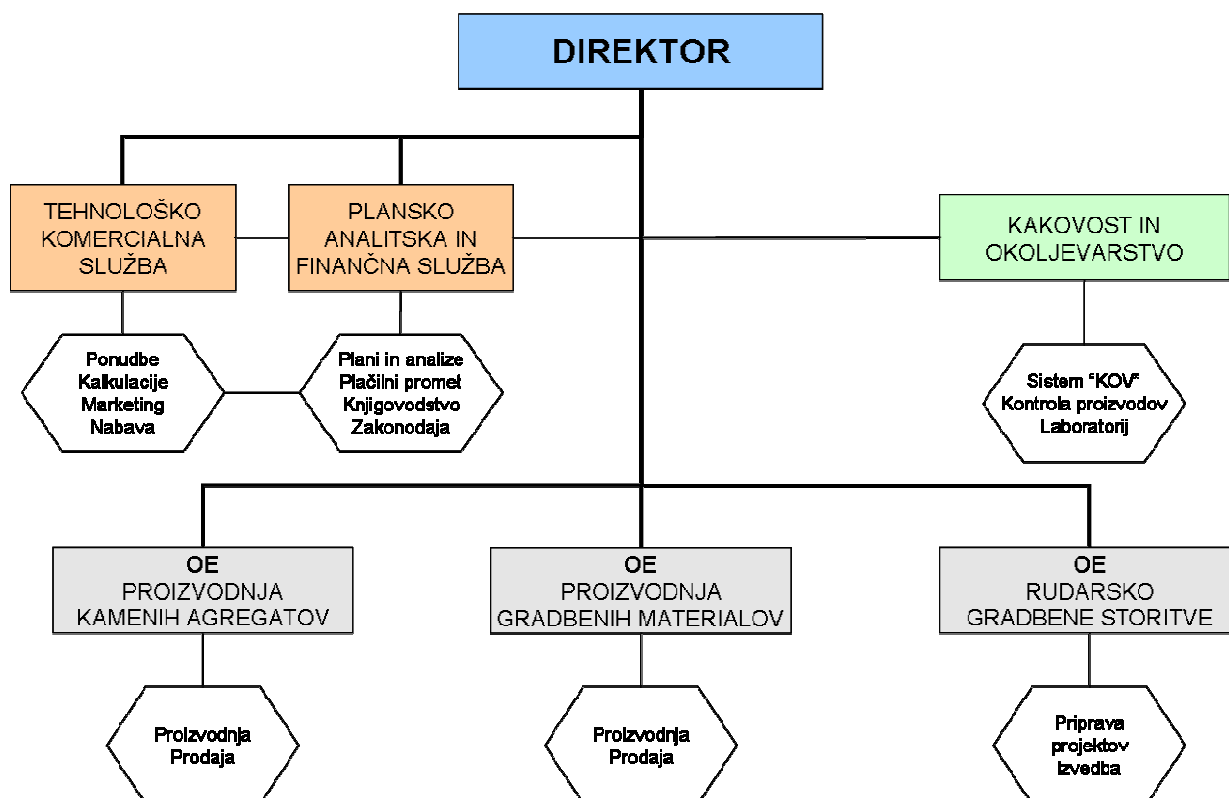 DIREKTOR
TEHNOLOŠKO
KOMERCIALNA
SLUŽBA
PLANSKO
ANALITSKA IN
FINANČNA SLUŽBA
KAKOVOST IN
OKOLJEVARSTVO
Ponudbe
Kalkulacije
Marketing
Nabava
Plani in analize
Plačilni promet
Knjigovodstvo
Zakonodaja
Sistem “KOV”
Kontrola proizvodov
Laboratorij
OE
PROIZVODNJA
KAMENIH AGREGATOV
OE
PROIZVODNJA
GRADBENIH MATERIALOV
OE
RUDARSKO
GRADBENE STORITVE
Proizvodnja
Prodaja
Proizvodnja
Prodaja
Priprava
projektov
Izvedba